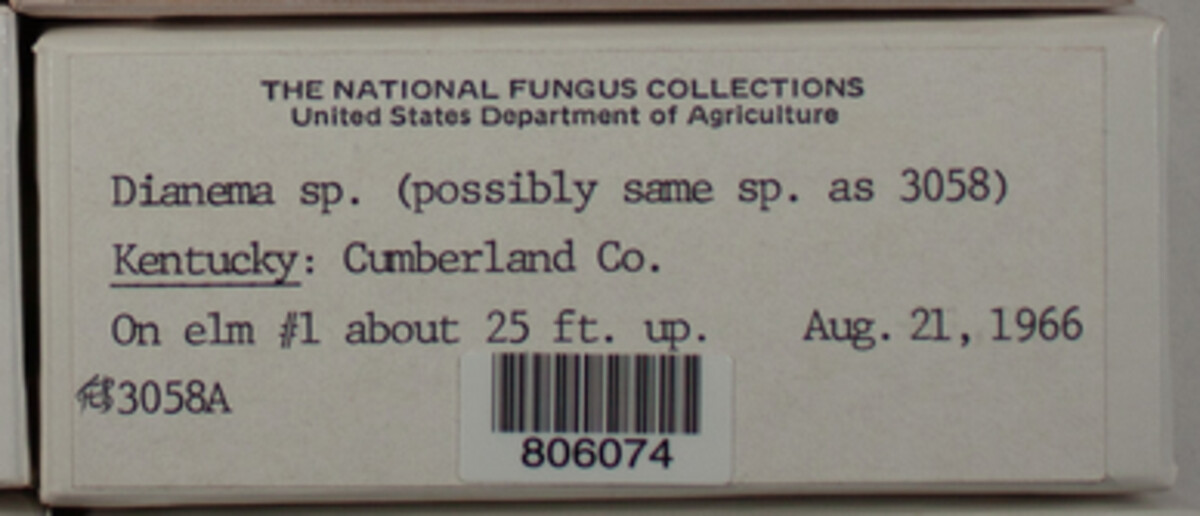 THE NATIONAL FUNGUS COLLECTIONS
United States Department of Agriculture
Dianema sp. (possibly same sp. as 3058)
Kentucky: Cumberland Co.
On elm #1 about 25 ft. up. Aug. 21, 1966
3058A
806074